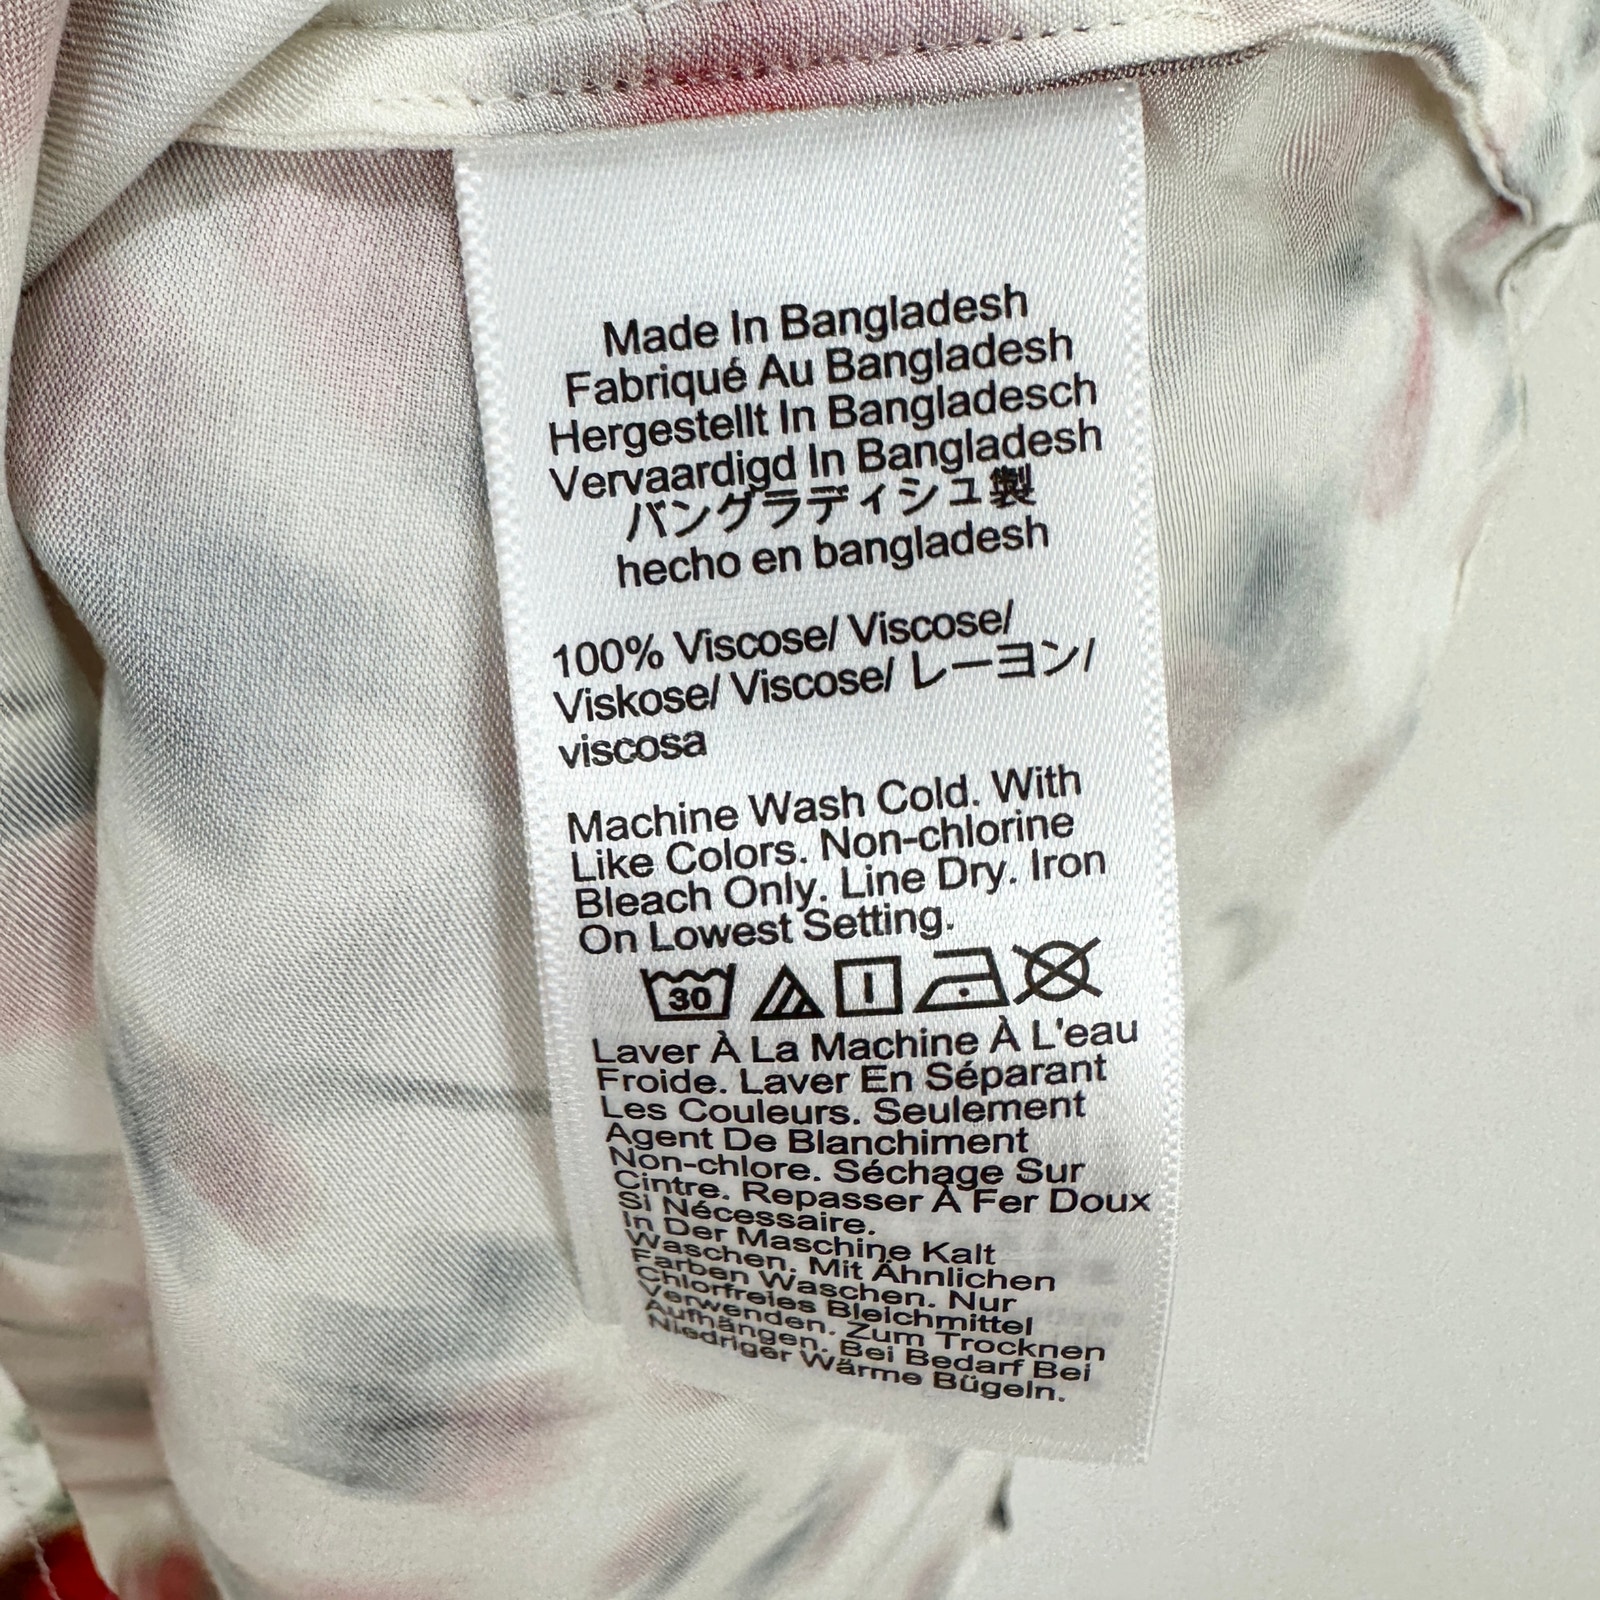 Made In Bangladesh
Fabriqué Au Bangladesh
Hergestellt In Bangladesch
Vervaardigd In Bangladesh
バングラディシュ製
hecho en bangladesh
100% Viscose/ Viscose/
Viskose/ Viscose/ レーヨン/
viscosa
Machine Wash Cold. With
Like Colors. Non-chlorine
Bleach Only. Line Dry. Iron
On Lowest Setting.
30
Laver À La Machine À L'eau
Froide. Laver En Séparant
Les Couleurs. Seulement
Agent De Blanchiment
Non-chlore. Séchage Sur
Cintre. Repasser À Fer Doux
Si Nécessaire.
In Der Maschine Kalt
Waschen. Mit Ähnlichen
Farben Waschen. Nur
Chlorfreies Bleichmittel
Verwenden. Zum Trocknen
Aufhängen. Bei Bedarf Bei
Niedriger Wärme Bügeln.